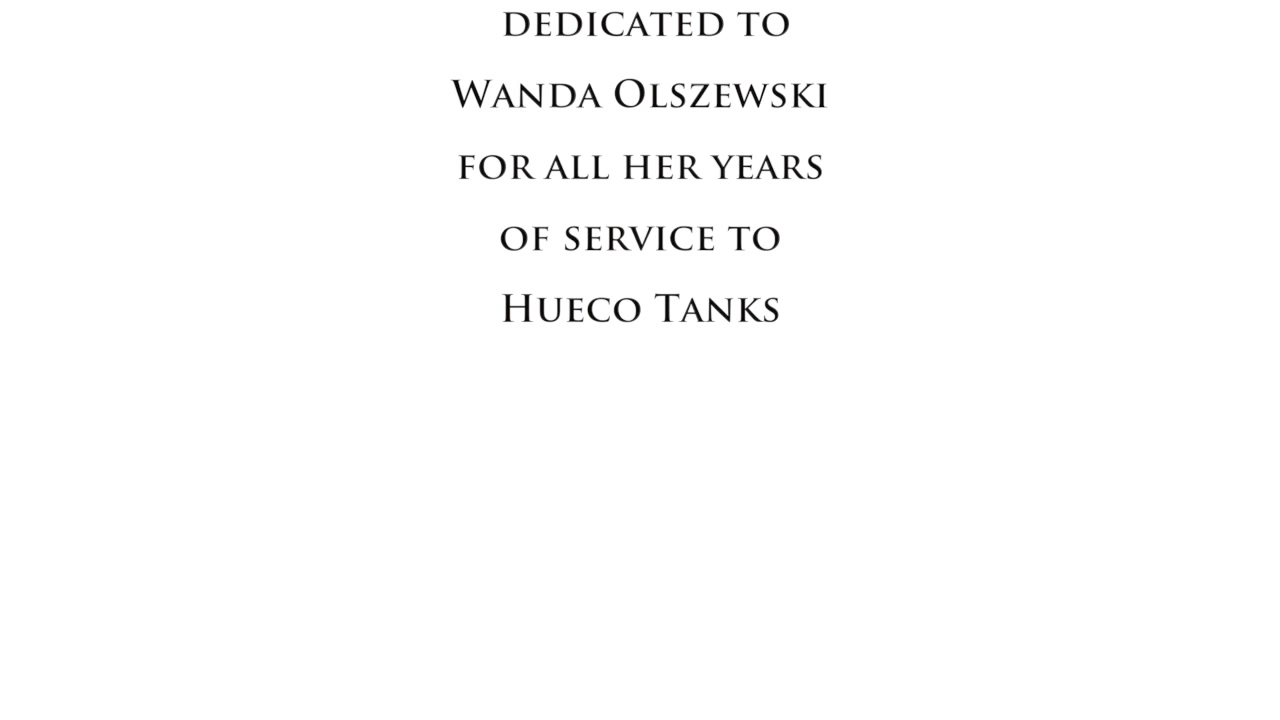 DEDICATED TO
WANDA OLSZEWSKI
FOR ALL HER YEARS
OF SERVICE TO
HUECO TANKS